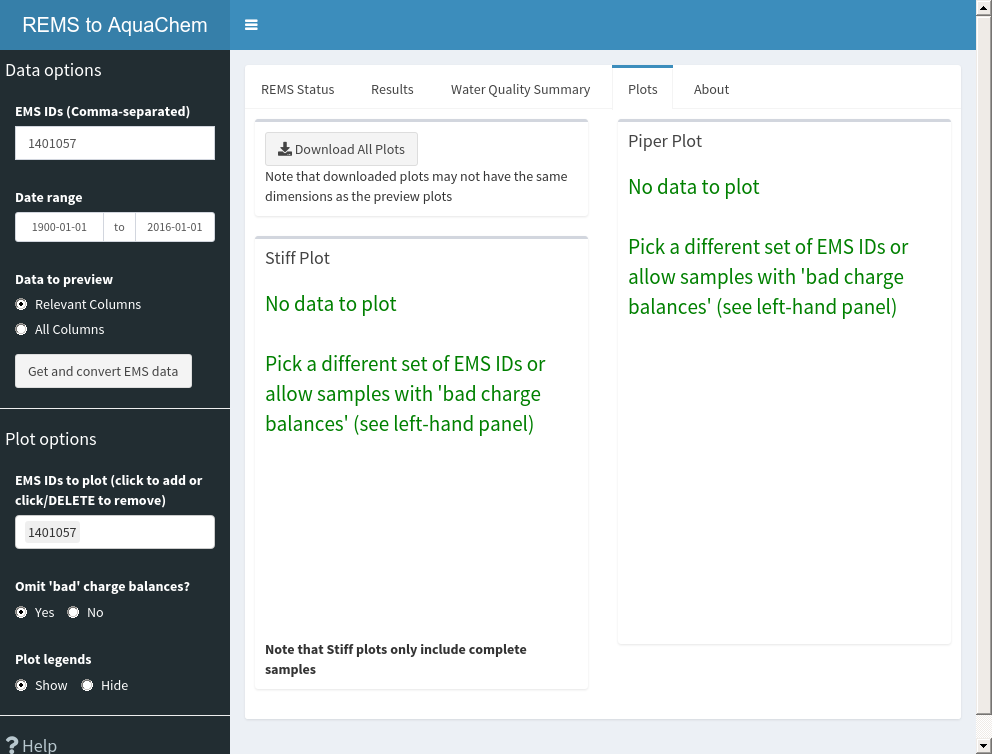 REMS to AquaChem
Data options
EMS IDs (Comma-separated)
1401057
Date range
1900-01-01 to 2016-01-01
Data to preview
Relevant Columns
All Columns
Get and convert EMS data
Plot options
EMS IDs to plot (click to add or
click/DELETE to remove)
1401057
Omit 'bad' charge balances?
Yes No
Plot legends
Show Hide
? Help
REMS Status Results Water Quality Summary Plots About
Download All Plots
Note that downloaded plots may not have the same
dimensions as the preview plots
Stiff Plot
No data to plot
Pick a different set of EMS IDs or
allow samples with 'bad charge
balances' (see left-hand panel)
Note that Stiff plots only include complete
samples
Piper Plot
No data to plot
Pick a different set of EMS IDs or
allow samples with 'bad charge
balances' (see left-hand panel)